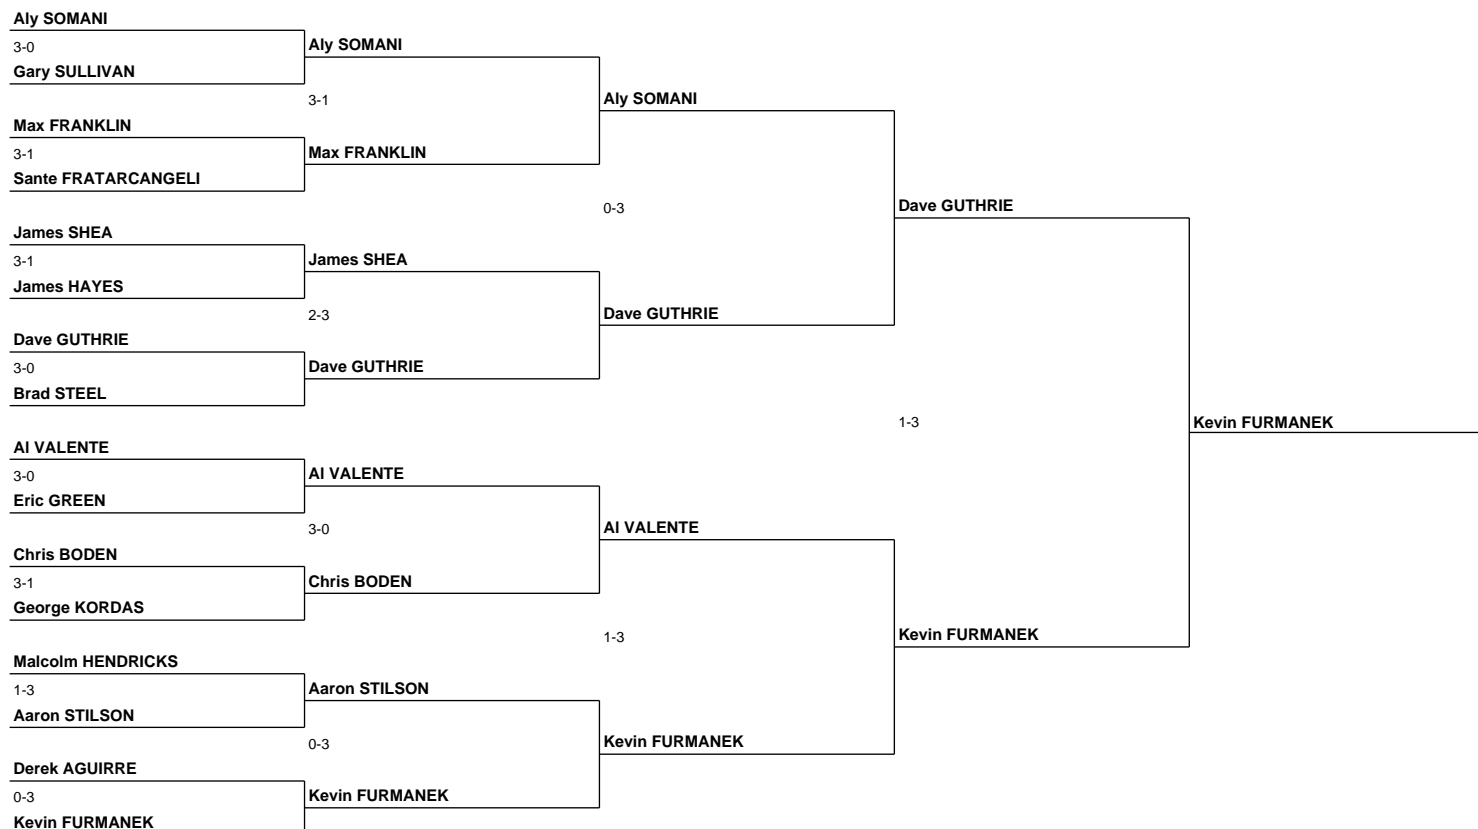 Aly SOMANI
3-0
Gary SULLIVAN
Max FRANKLIN
3-1
Sante FRATARCANGELI
James SHEA
3-1
James HAYES
Dave GUTHRIE
3-0
Brad STEEL
Al VALENTE
3-0
Eric GREEN
Chris BODEN
3-1
George KORDAS
Malcolm HENDRICKS
1-3
Aaron STILSON
Derek AGUIRRE
0-3
Kevin FURMANEK
Aly SOMANI
3-1
Max FRANKLIN
James SHEA
2-3
Dave GUTHRIE
Al VALENTE
3-0
Chris BODEN
Aaron STILSON
0-3
Kevin FURMANEK
Aly SOMANI
0-3
Dave GUTHRIE
Al VALENTE
1-3
Kevin FURMANEK
Dave GUTHRIE
1-3
Kevin FURMANEK
Kevin FURMANEK